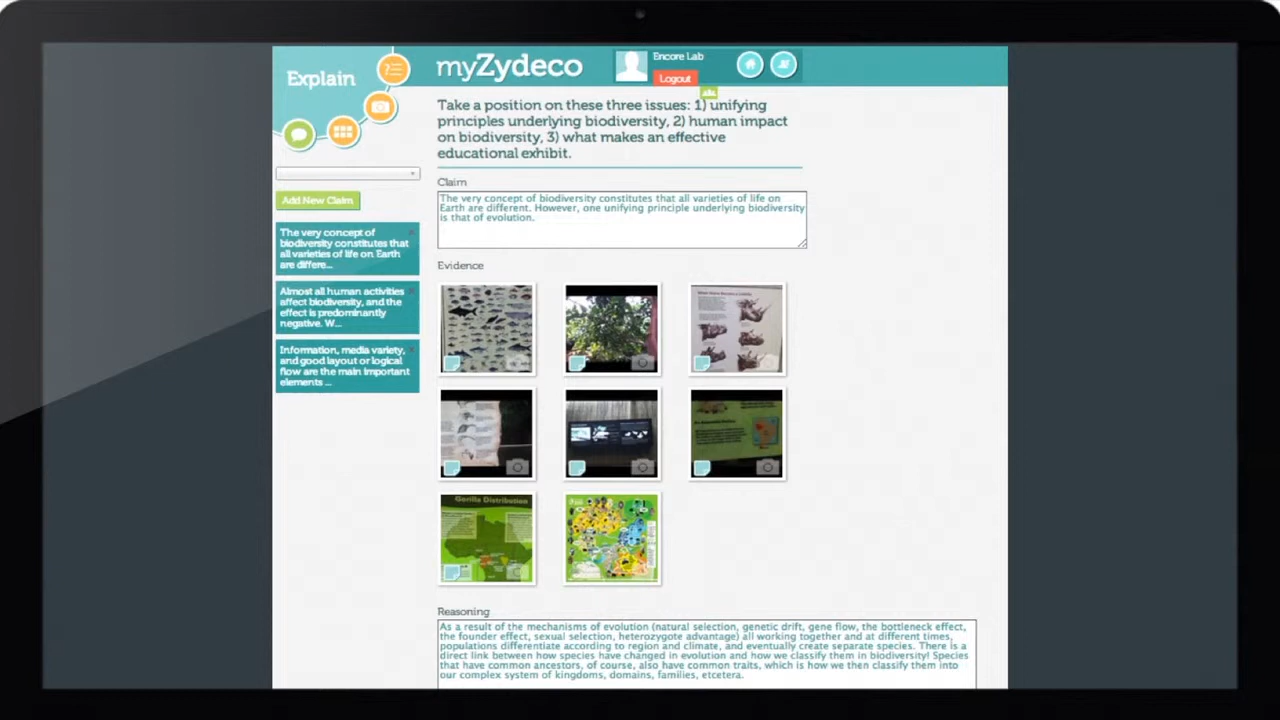 Explain
myZydeco
Encore Lab
Logout
Take a position on these three issues: 1) unifying
principles underlying biodiversity, 2) human impact
on biodiversity, 3) what makes an effective
educational exhibit.
Add New Claim
The very concept of
biodiversity constitutes that
all varieties of life on Earth
are differe...
Almost all human activities
affect biodiversity, and the
effect is predominantly
negative. W...
Information, media variety,
and good layout or logical
flow are the main important
elements ...
Claim
The very concept of biodiversity constitutes that all varieties of life on
Earth are different. However, one unifying principle underlying biodiversity
is that of evolution.
Evidence
Gorilla Distribution
Reasoning
As a result of the mechanisms of evolution (natural selection, genetic drift, gene flow, the bottleneck effect,
the founder effect, sexual selection, heterozygote advantage) all working together and at different times,
populations differentiate according to region and climate, and eventually create separate species. There is a
direct link between how species have changed in evolution and how we classify them in biodiversity! Species
that have common ancestors, of course, also have common traits, which is how we then classify them into
our complex system of kingdoms, domains, families, etcetera.